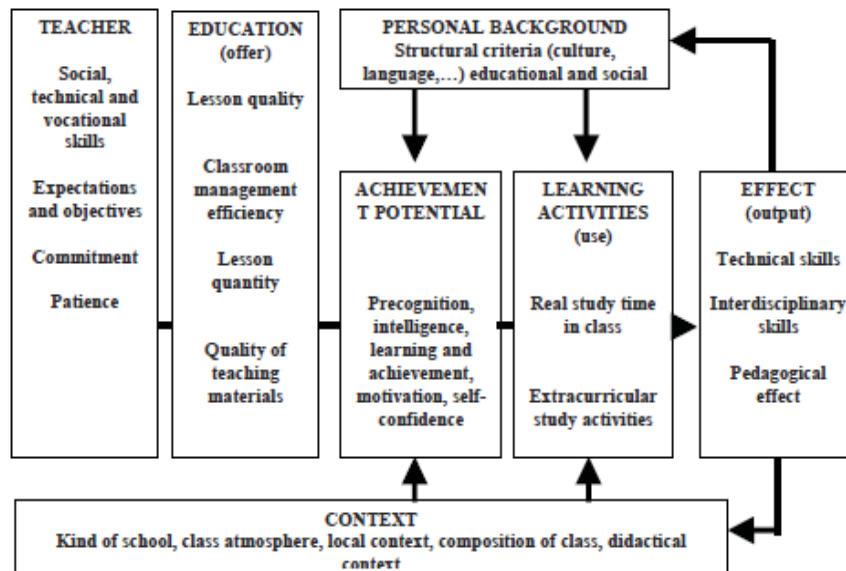 TEACHER
Social,
technical and
vocational
skills
Expectations
and objectives
Commitment
Patience
EDUCATION
(offer)
Lesson quality
Classroom
management
efficiency
Lesson
quantity
Quality of
teaching
materials
PERSONAL BACKGROUND
Structural criteria (culture,
language,…) educational and social
ACHIEVEMEN
T POTENTIAL
Precognition,
intelligence,
learning and
achievement,
motivation, self-
confidence
LEARNING
ACTIVITIES
(use)
Real study time
in class
Extracurricular
study activities
EFFECT
(output)
Technical skills
Interdisciplinary
skills
Pedagogical
effect
CONTEXT
Kind of school, class atmosphere, local context, composition of class, didactical
context